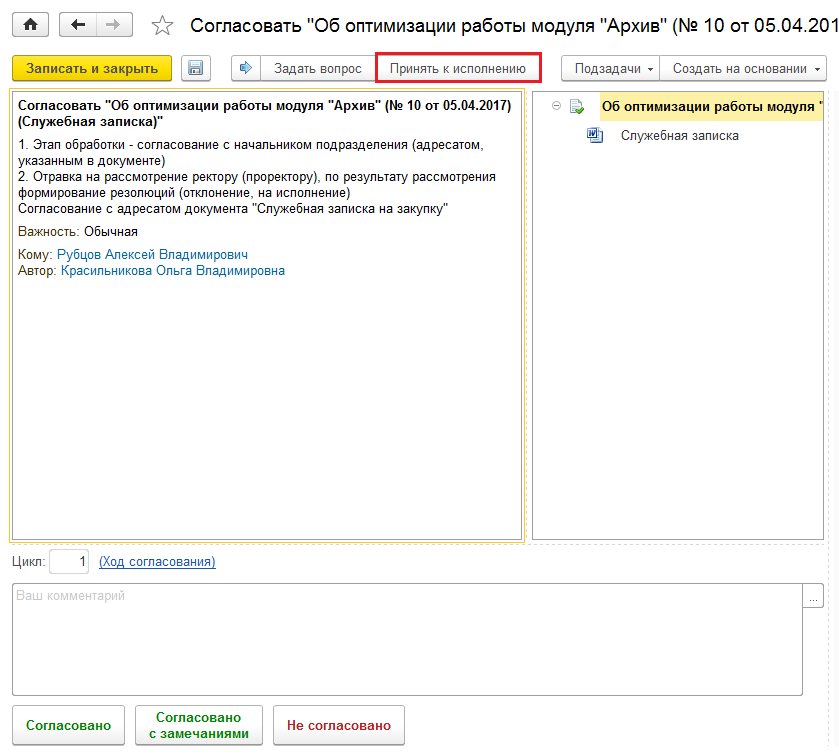 Согласовать "Об оптимизации работы модуля "Архив" (№ 10 от 05.04.201
Записать и закрыть
Задать вопрос
Принять к исполнению
Подзадачи
Создать на основании
Согласовать "Об оптимизации работы модуля "Архив" (№ 10 от 05.04.2017)
(Служебная записка)"
1. Этап обработки - согласование с начальником подразделения (адресатом,
указанным в документе)
2. Отравка на рассмотрение ректору (проректору), по результату рассмотрения
формирование резолюций (отклонение, на исполнение)
Согласование с адресатом документа "Служебная записка на закупку"
Важность: Обычная
Кому: Рубцов Алексей Владимирович
Автор: Красильникова Ольга Владимировна
Об оптимизации работы модуля "
Служебная записка
Цикл: 1 (Ход согласования)
Ваш комментарий
...
Согласовано
Согласовано
с замечаниями
Не согласовано